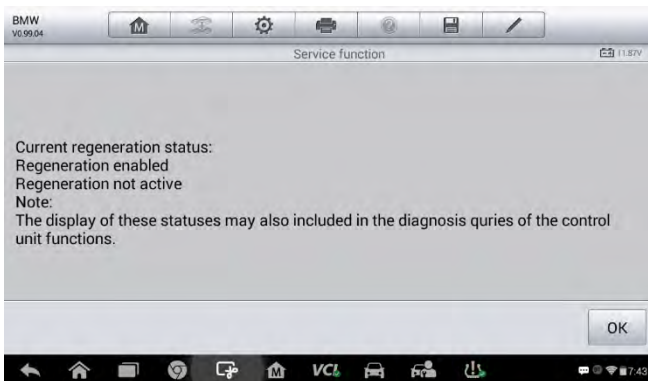 BMW
V0.99.04
M
Service function
11.87V
Current regeneration status:
Regeneration enabled
Regeneration not active
Note:
The display of these statuses may also included in the diagnosis quries of the control
unit functions.
OK
M
VCI
7:43